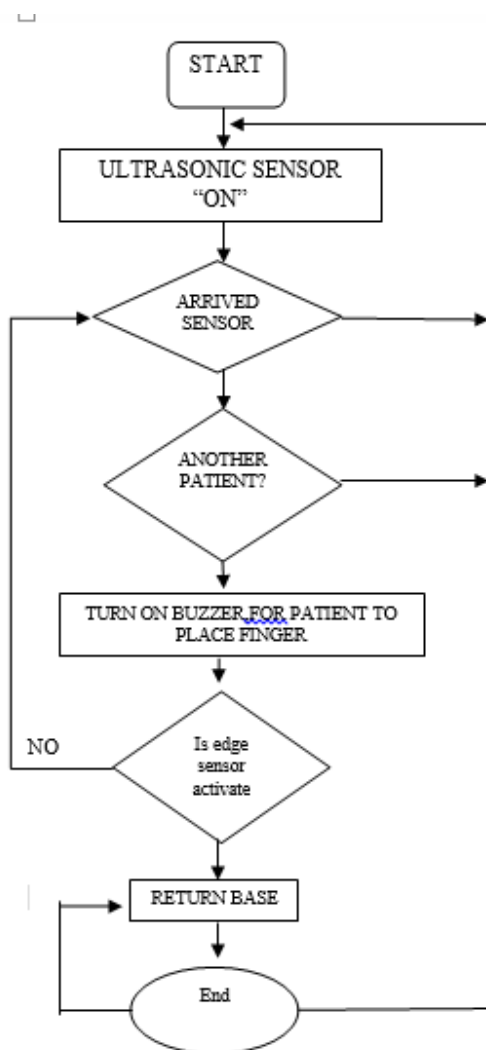 START
ULTRASONIC SENSOR
“ON”
ARRIVED
SENSOR
ANOTHER
PATIENT?
TURN ON BUZZER,FOR PATIENT TO
PLACE FINGER
NO
Is edge
sensor
activate
RETURN BASE
End